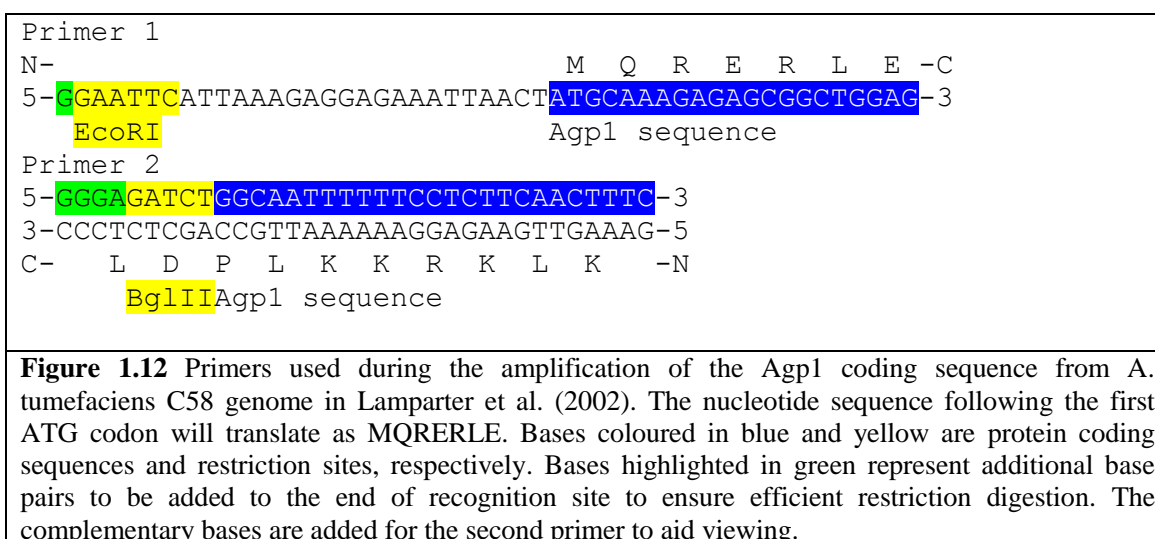 Primer 1
N- M Q R E R L E -C
5-GGAATTCATTAAAGAGGAGAAATTAACTATGCAAAGAGAGCGGCTGGAG-3
EcoRI Agp1 sequence
Primer 2
5-GGGAGATCTGGCAATTTTTTCCTCTTCAACTTTC-3
3-CCCTCTCGACCGTTAAAAAAGGAGAAGTTGAAAG-5
C- L D P L K K R K L K -N
BglIIAgp1 sequence
Figure 1.12 Primers used during the amplification of the Agp1 coding sequence from A.
tumefaciens C58 genome in Lamparter et al. (2002). The nucleotide sequence following the first
ATG codon will translate as MQRERLE. Bases coloured in blue and yellow are protein coding
sequences and restriction sites, respectively. Bases highlighted in green represent additional base
pairs to be added to the end of recognition site to ensure efficient restriction digestion. The
complementary bases are added for the second primer to aid viewing.